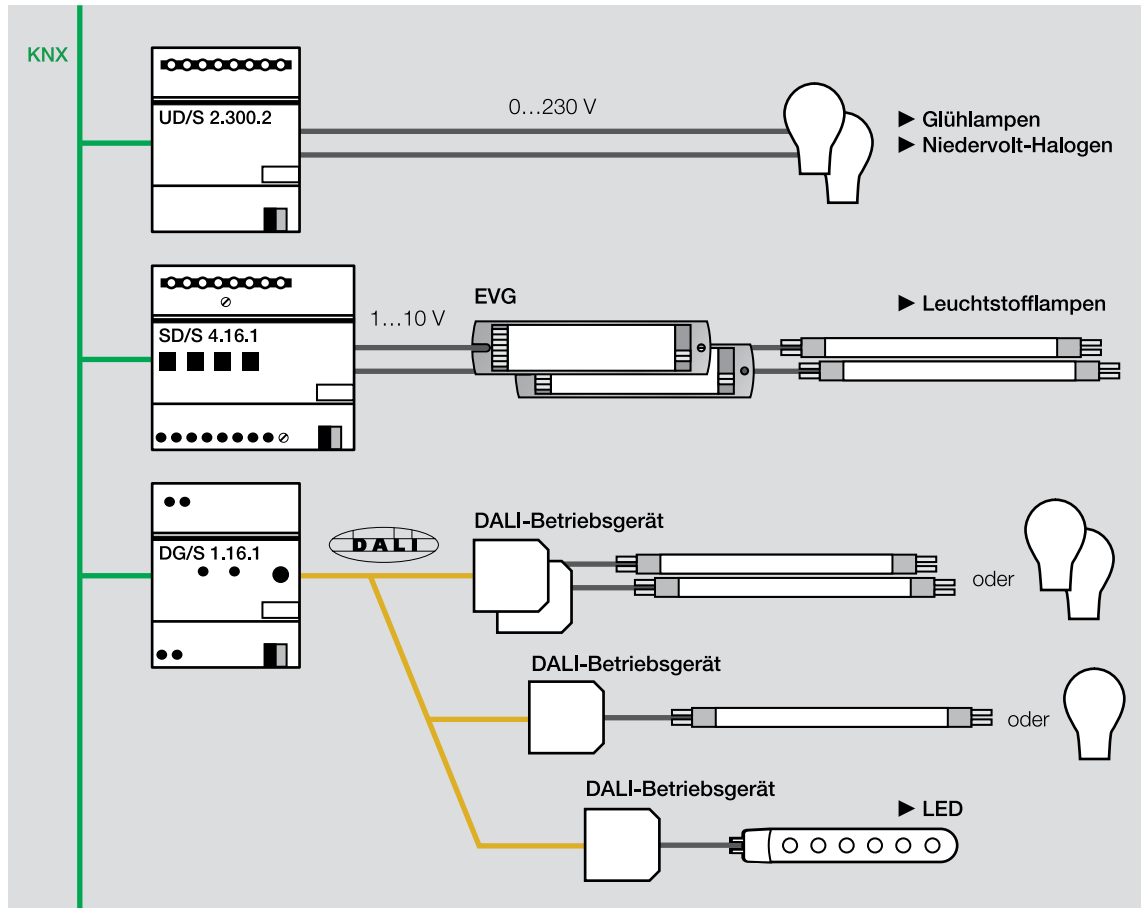 KNX
UD/S 2.300.2
0...230 V
► Glühlampen
► Niedervolt-Halogen
SD/S 4.16.1
1...10 V
EVG
► Leuchtstofflampen
DG/S 1.16.1
DALI
DALI-Betriebsgerät
oder
DALI-Betriebsgerät
oder
DALI-Betriebsgerät
► LED